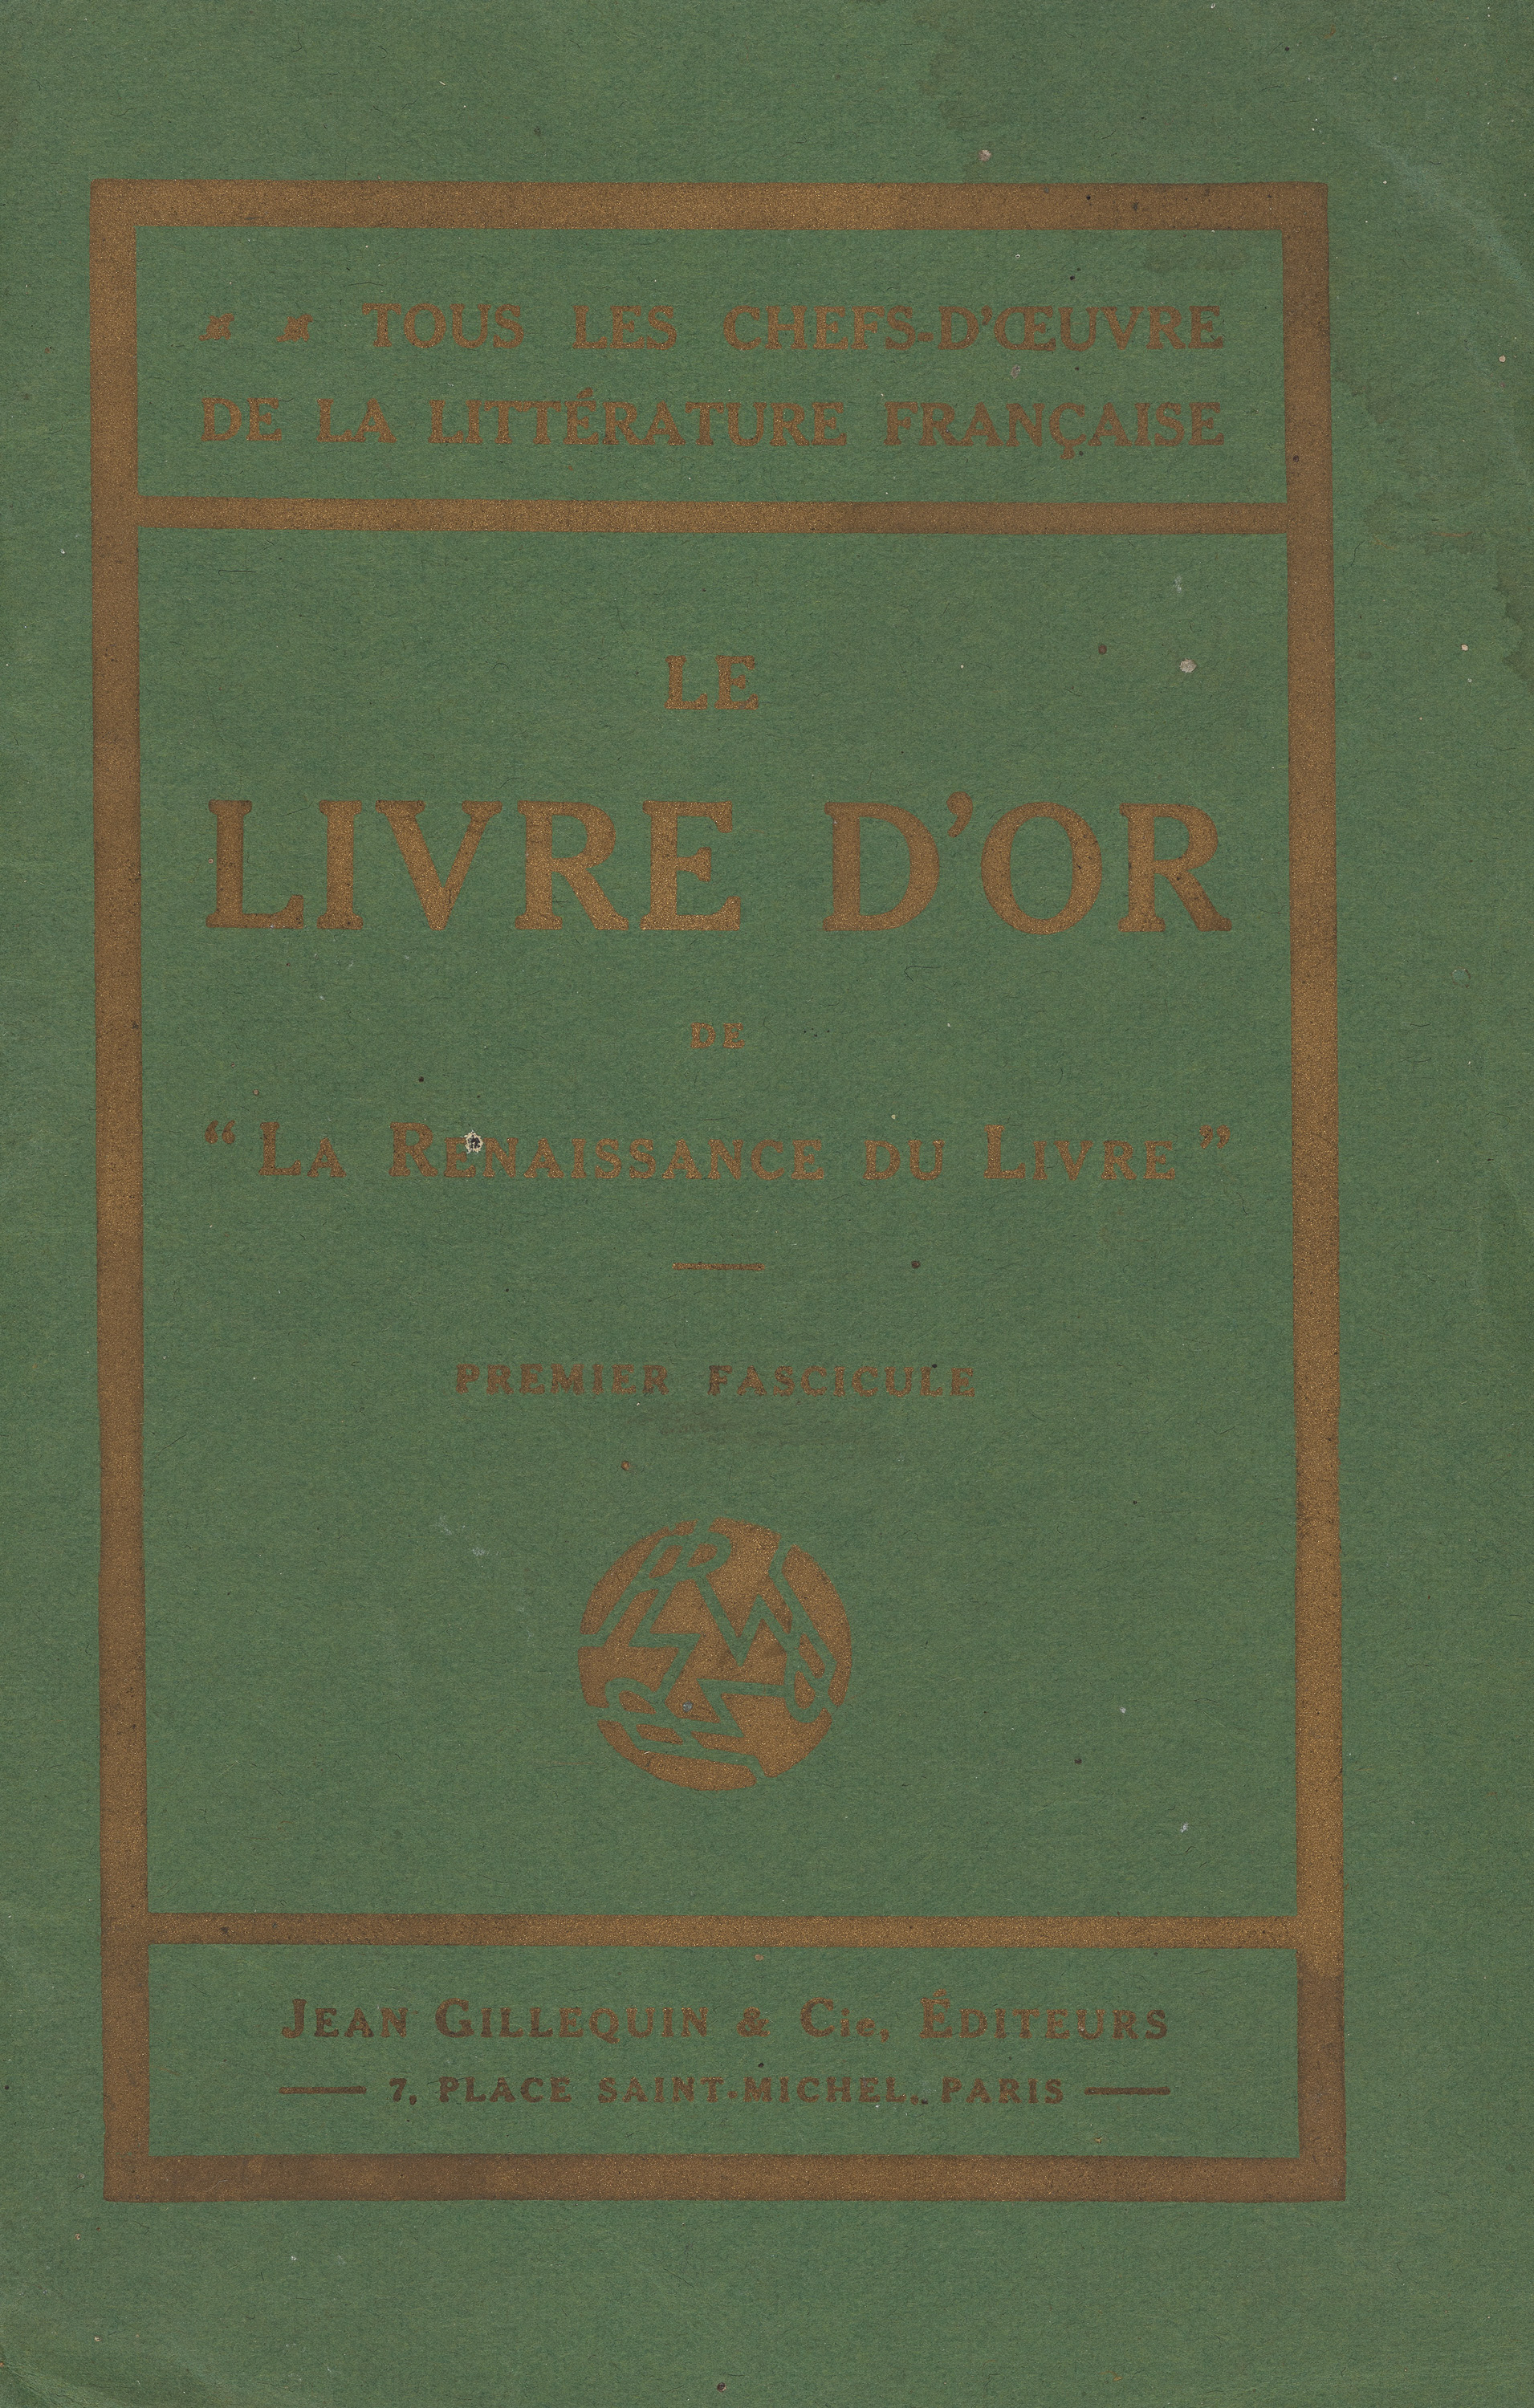 TOUS LES CHEFS-D'ŒUVRE
DE LA LITTÉRATURE FRANÇAISE
LE
LIVRE D'OR
DE
“ LA RENAISSANCE DU LIVRE ”
PREMIER FASCICULE
JEAN GILLEQUIN & Cie, ÉDITEURS
7, PLACE SAINT-MICHEL, PARIS